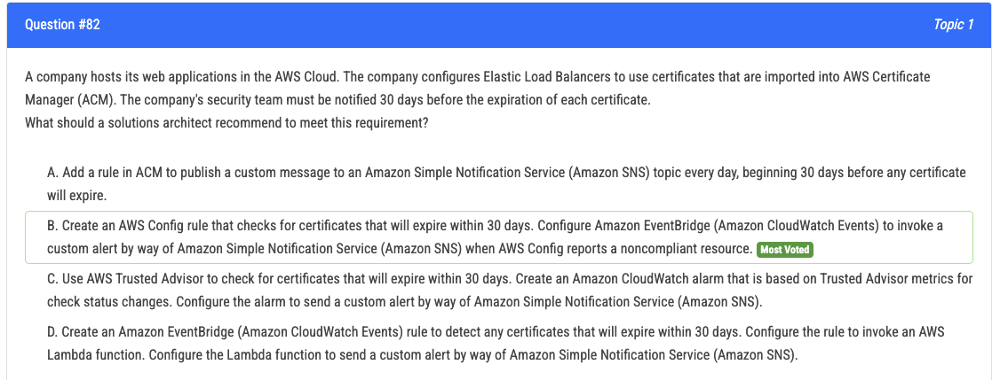 Question #82
Topic 1
A company hosts its web applications in the AWS Cloud. The company configures Elastic Load Balancers to use certificates that are imported into AWS Certificate
Manager (ACM). The company's security team must be notified 30 days before the expiration of each certificate.
What should a solutions architect recommend to meet this requirement?
A. Add a rule in ACM to publish a custom message to an Amazon Simple Notification Service (Amazon SNS) topic every day, beginning 30 days before any certificate
will expire.
B. Create an AWS Config rule that checks for certificates that will expire within 30 days. Configure Amazon EventBridge (Amazon CloudWatch Events) to invoke a
custom alert by way of Amazon Simple Notification Service (Amazon SNS) when AWS Config reports a noncompliant resource. Most Voted
C. Use AWS Trusted Advisor to check for certificates that will expire within 30 days. Create an Amazon CloudWatch alarm that is based on Trusted Advisor metrics for
check status changes. Configure the alarm to send a custom alert by way of Amazon Simple Notification Service (Amazon SNS).
D. Create an Amazon EventBridge (Amazon CloudWatch Events) rule to detect any certificates that will expire within 30 days. Configure the rule to invoke an AWS
Lambda function. Configure the Lambda function to send a custom alert by way of Amazon Simple Notification Service (Amazon SNS).